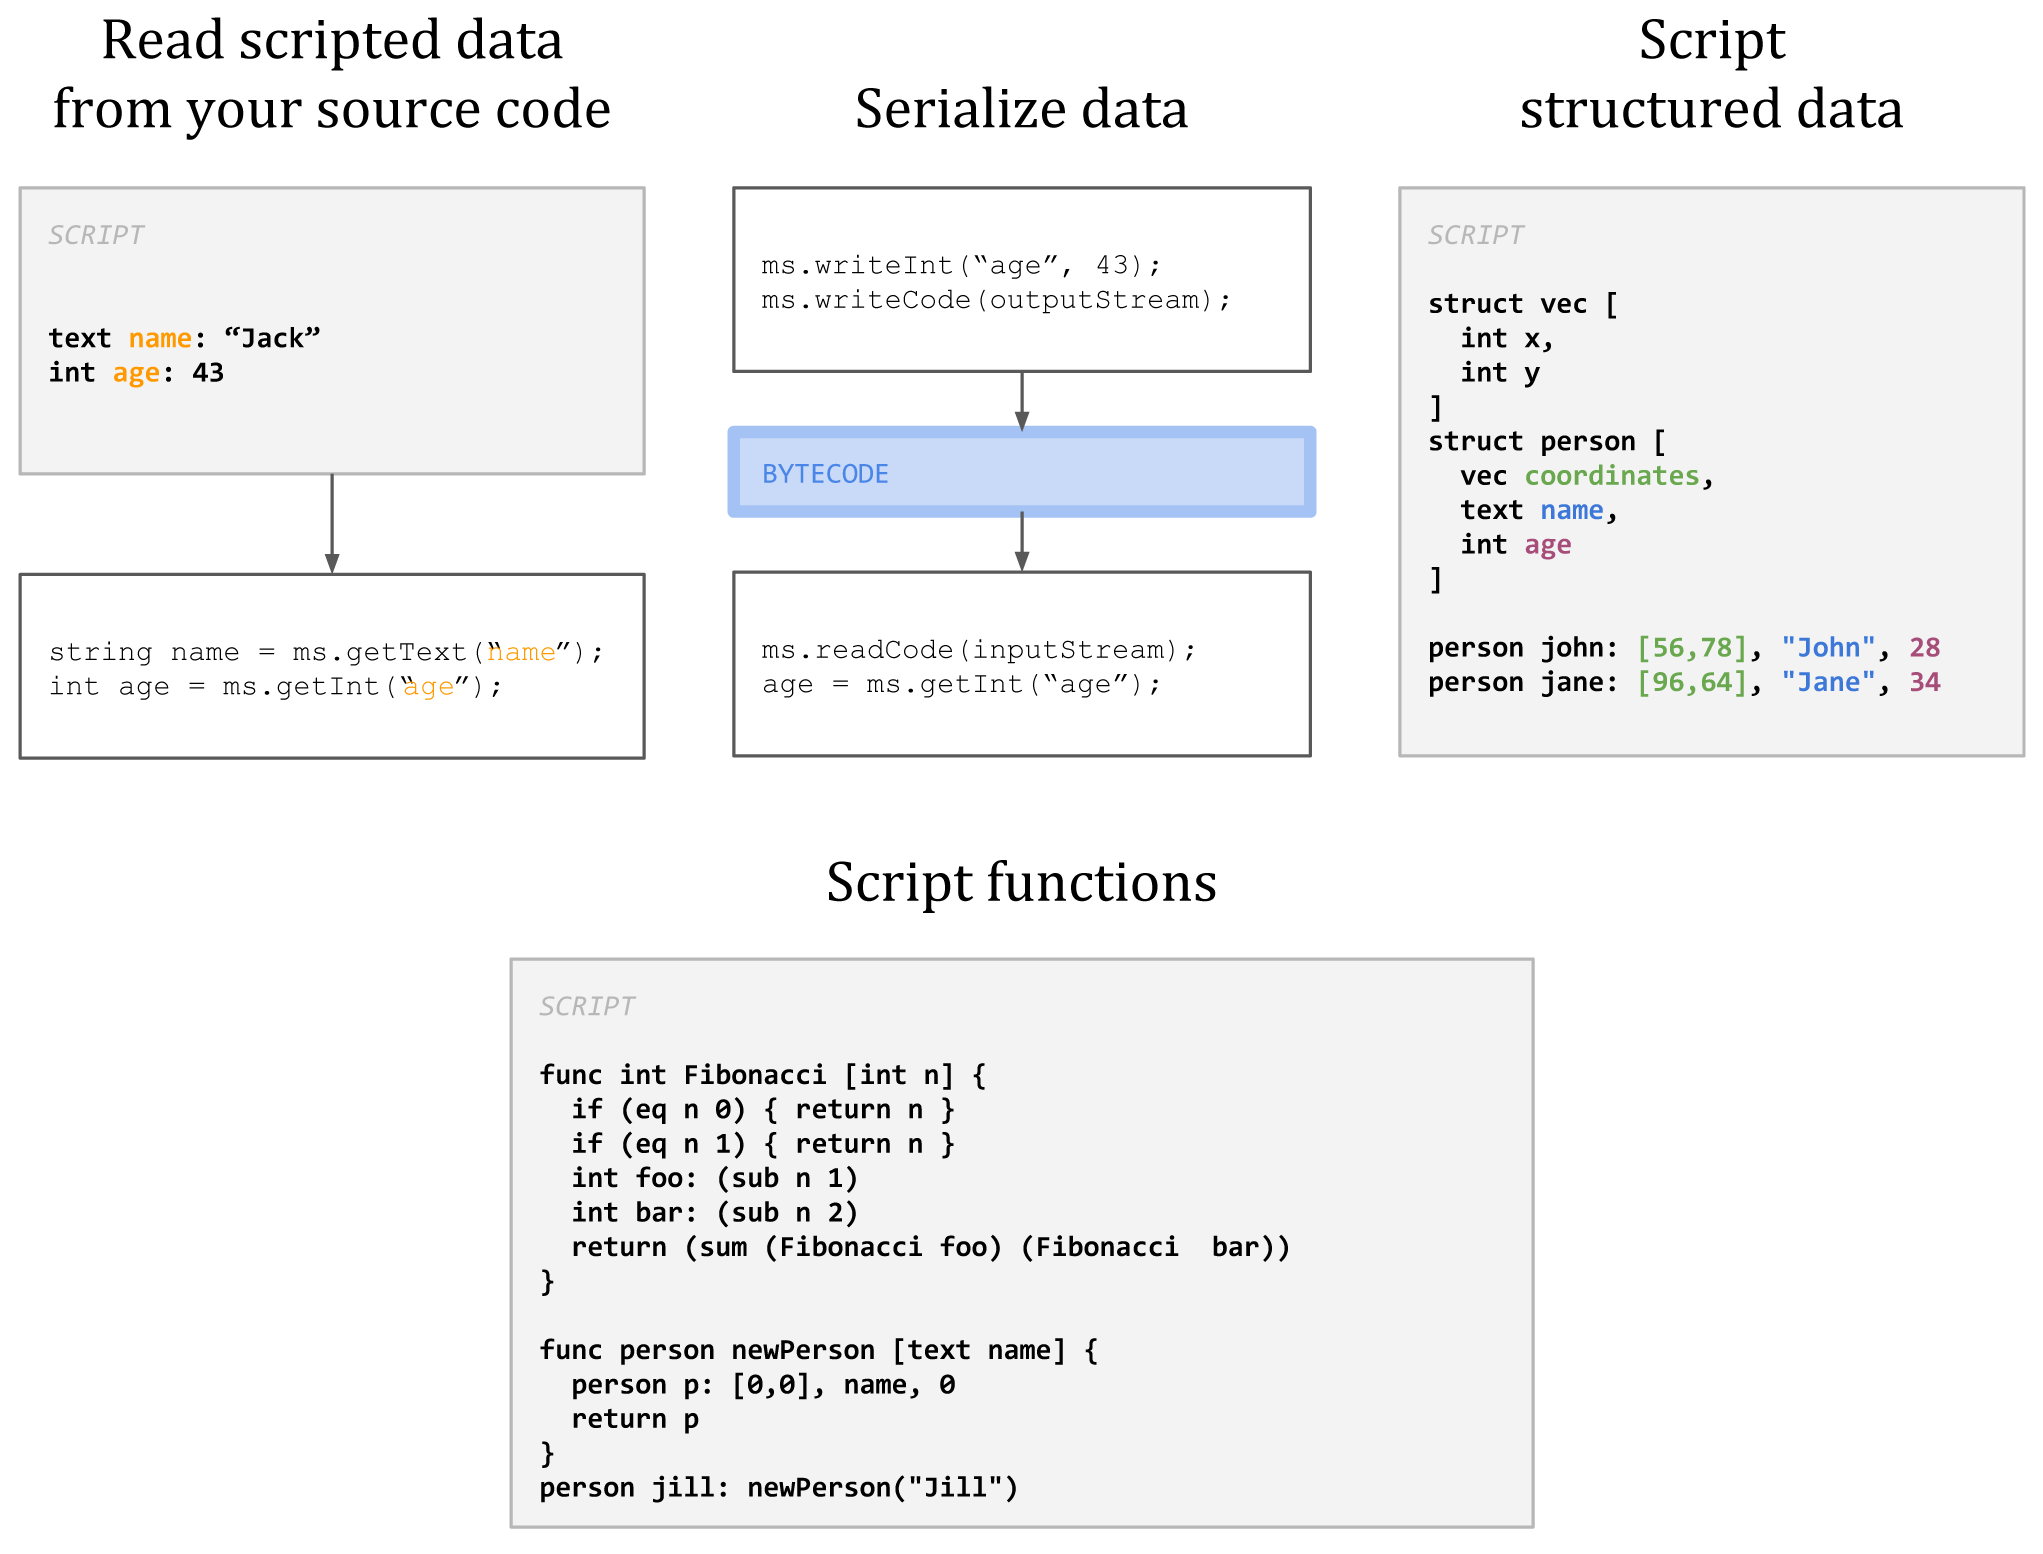 Read scripted data
from your source code
SCRIPT
text name: “Jack”
int age: 43
string name = ms.getText(“name”);
int age = ms.getInt(“age”);
Serialize data
ms.writeInt(“age”, 43);
ms.writeCode(outputStream);
BYTECODE
ms.readCode(inputStream);
age = ms.getInt(“age”);
Script
structured data
SCRIPT
struct vec [
  int x,
  int y
]
struct person [
  vec coordinates,
  text name,
  int age
]
person john: [56,78], "John", 28
person jane: [96,64], "Jane", 34
Script functions
SCRIPT
func int Fibonacci [int n] {
  if (eq n 0) { return n }
  if (eq n 1) { return n }
  int foo: (sub n 1)
  int bar: (sub n 2)
  return (sum (Fibonacci foo) (Fibonacci  bar))
}
func person newPerson [text name] {
  person p: [0,0], name, 0
  return p
}
person jill: newPerson("Jill")